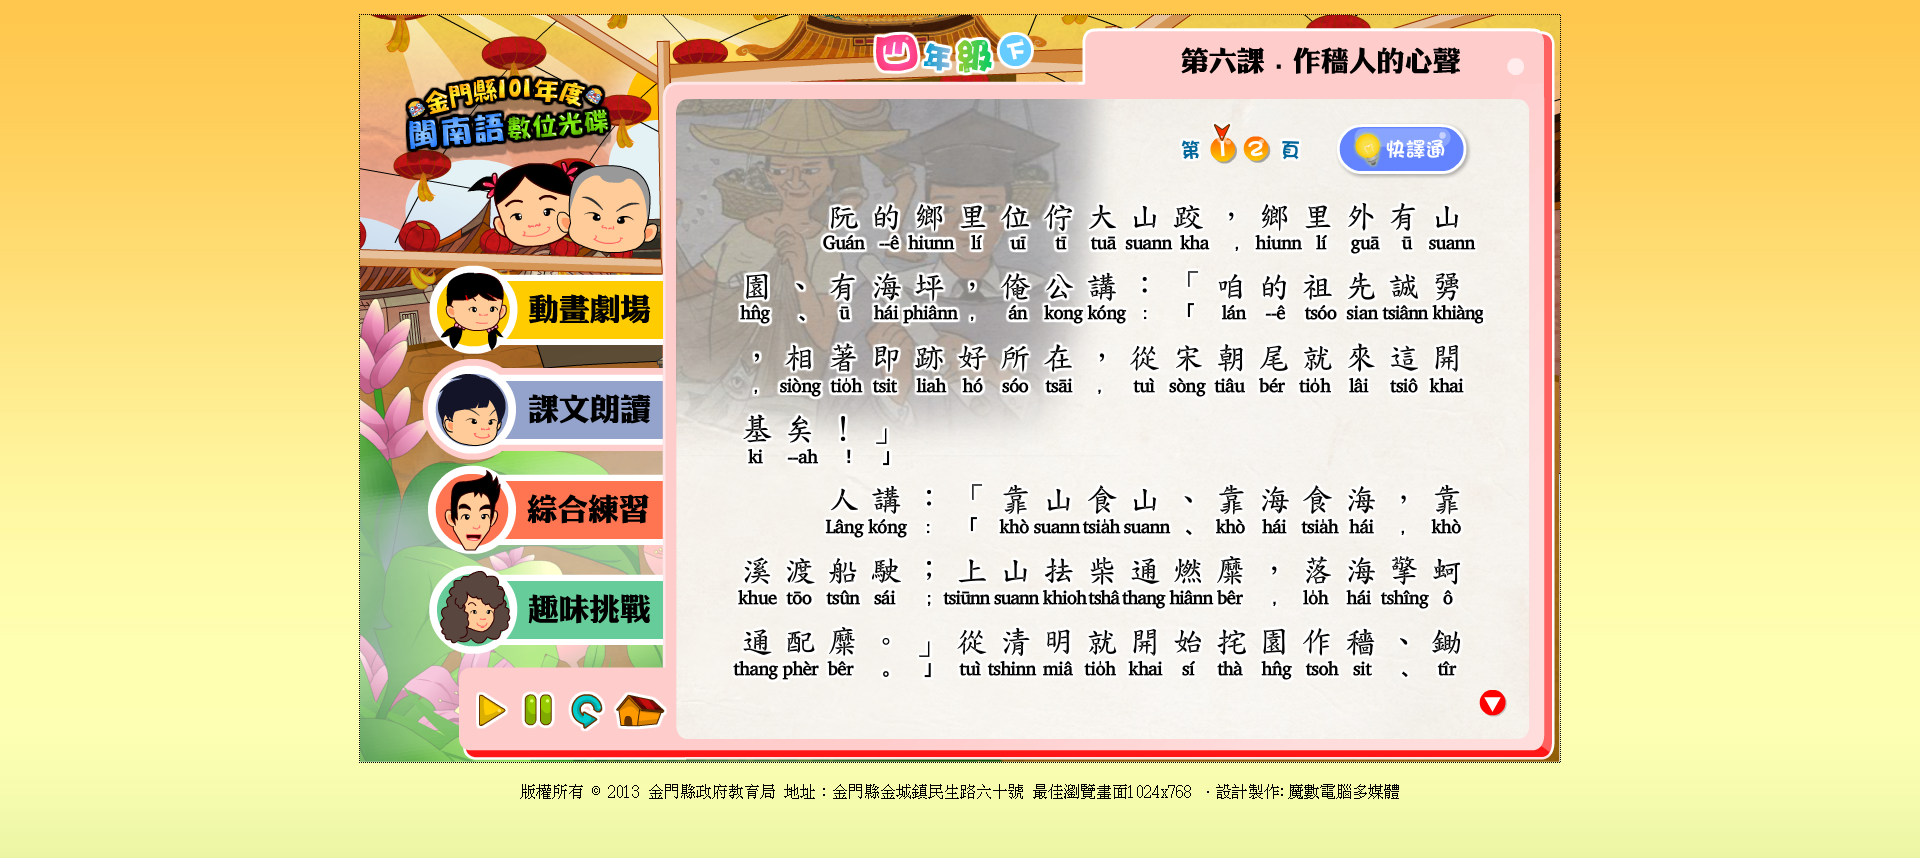 四年級下
第六課．作穡人的心聲
金門縣101年度
閩南語數位光碟
第 1 2 頁
快譯通
動畫劇場
課文朗讀
綜合練習
趣味挑戰
阮的鄉里位佇大山跤，鄉里外有山
Guán --ê hiunn lí uī tī tuā suann kha , hiunn lí guā ū suann
園、有海坪，俺公講：「咱的祖先誠勥
hn̂g 、 ū hái phiânn , án kong kóng : 「 lán --ê tsóo sian tsiânn khiàng
，相著即跡好所在，從宋朝尾就來這開
, siòng tio̍h tsit liah hó sóo tsāi , tuì sòng tiâu bér tio̍h lâi tsiô khai
基矣！」
ki --ah ! 」
人講：「靠山食山、靠海食海，靠
Lâng kóng : 「 khò suann tsia̍h suann 、 khò hái tsia̍h hái , khò
溪渡船駛；上山抾柴通燃糜，落海擎蚵
khue tōo tsûn sái ; tsiūnn suann khioh tshâ thang hiânn bêr , lo̍h hái tshîng ô
通配糜。」從清明就開始挓園作穡、鋤
thang phèr bêr 。 」 tuì tshinn miâ tio̍h khai sí thà hn̂g tsoh sit 、 tîr
版權所有 © 2013 金門縣政府教育局 地址：金門縣金城鎮民生路六十號 最佳瀏覽畫面1024x768 ．設計製作: 魔數電腦多媒體